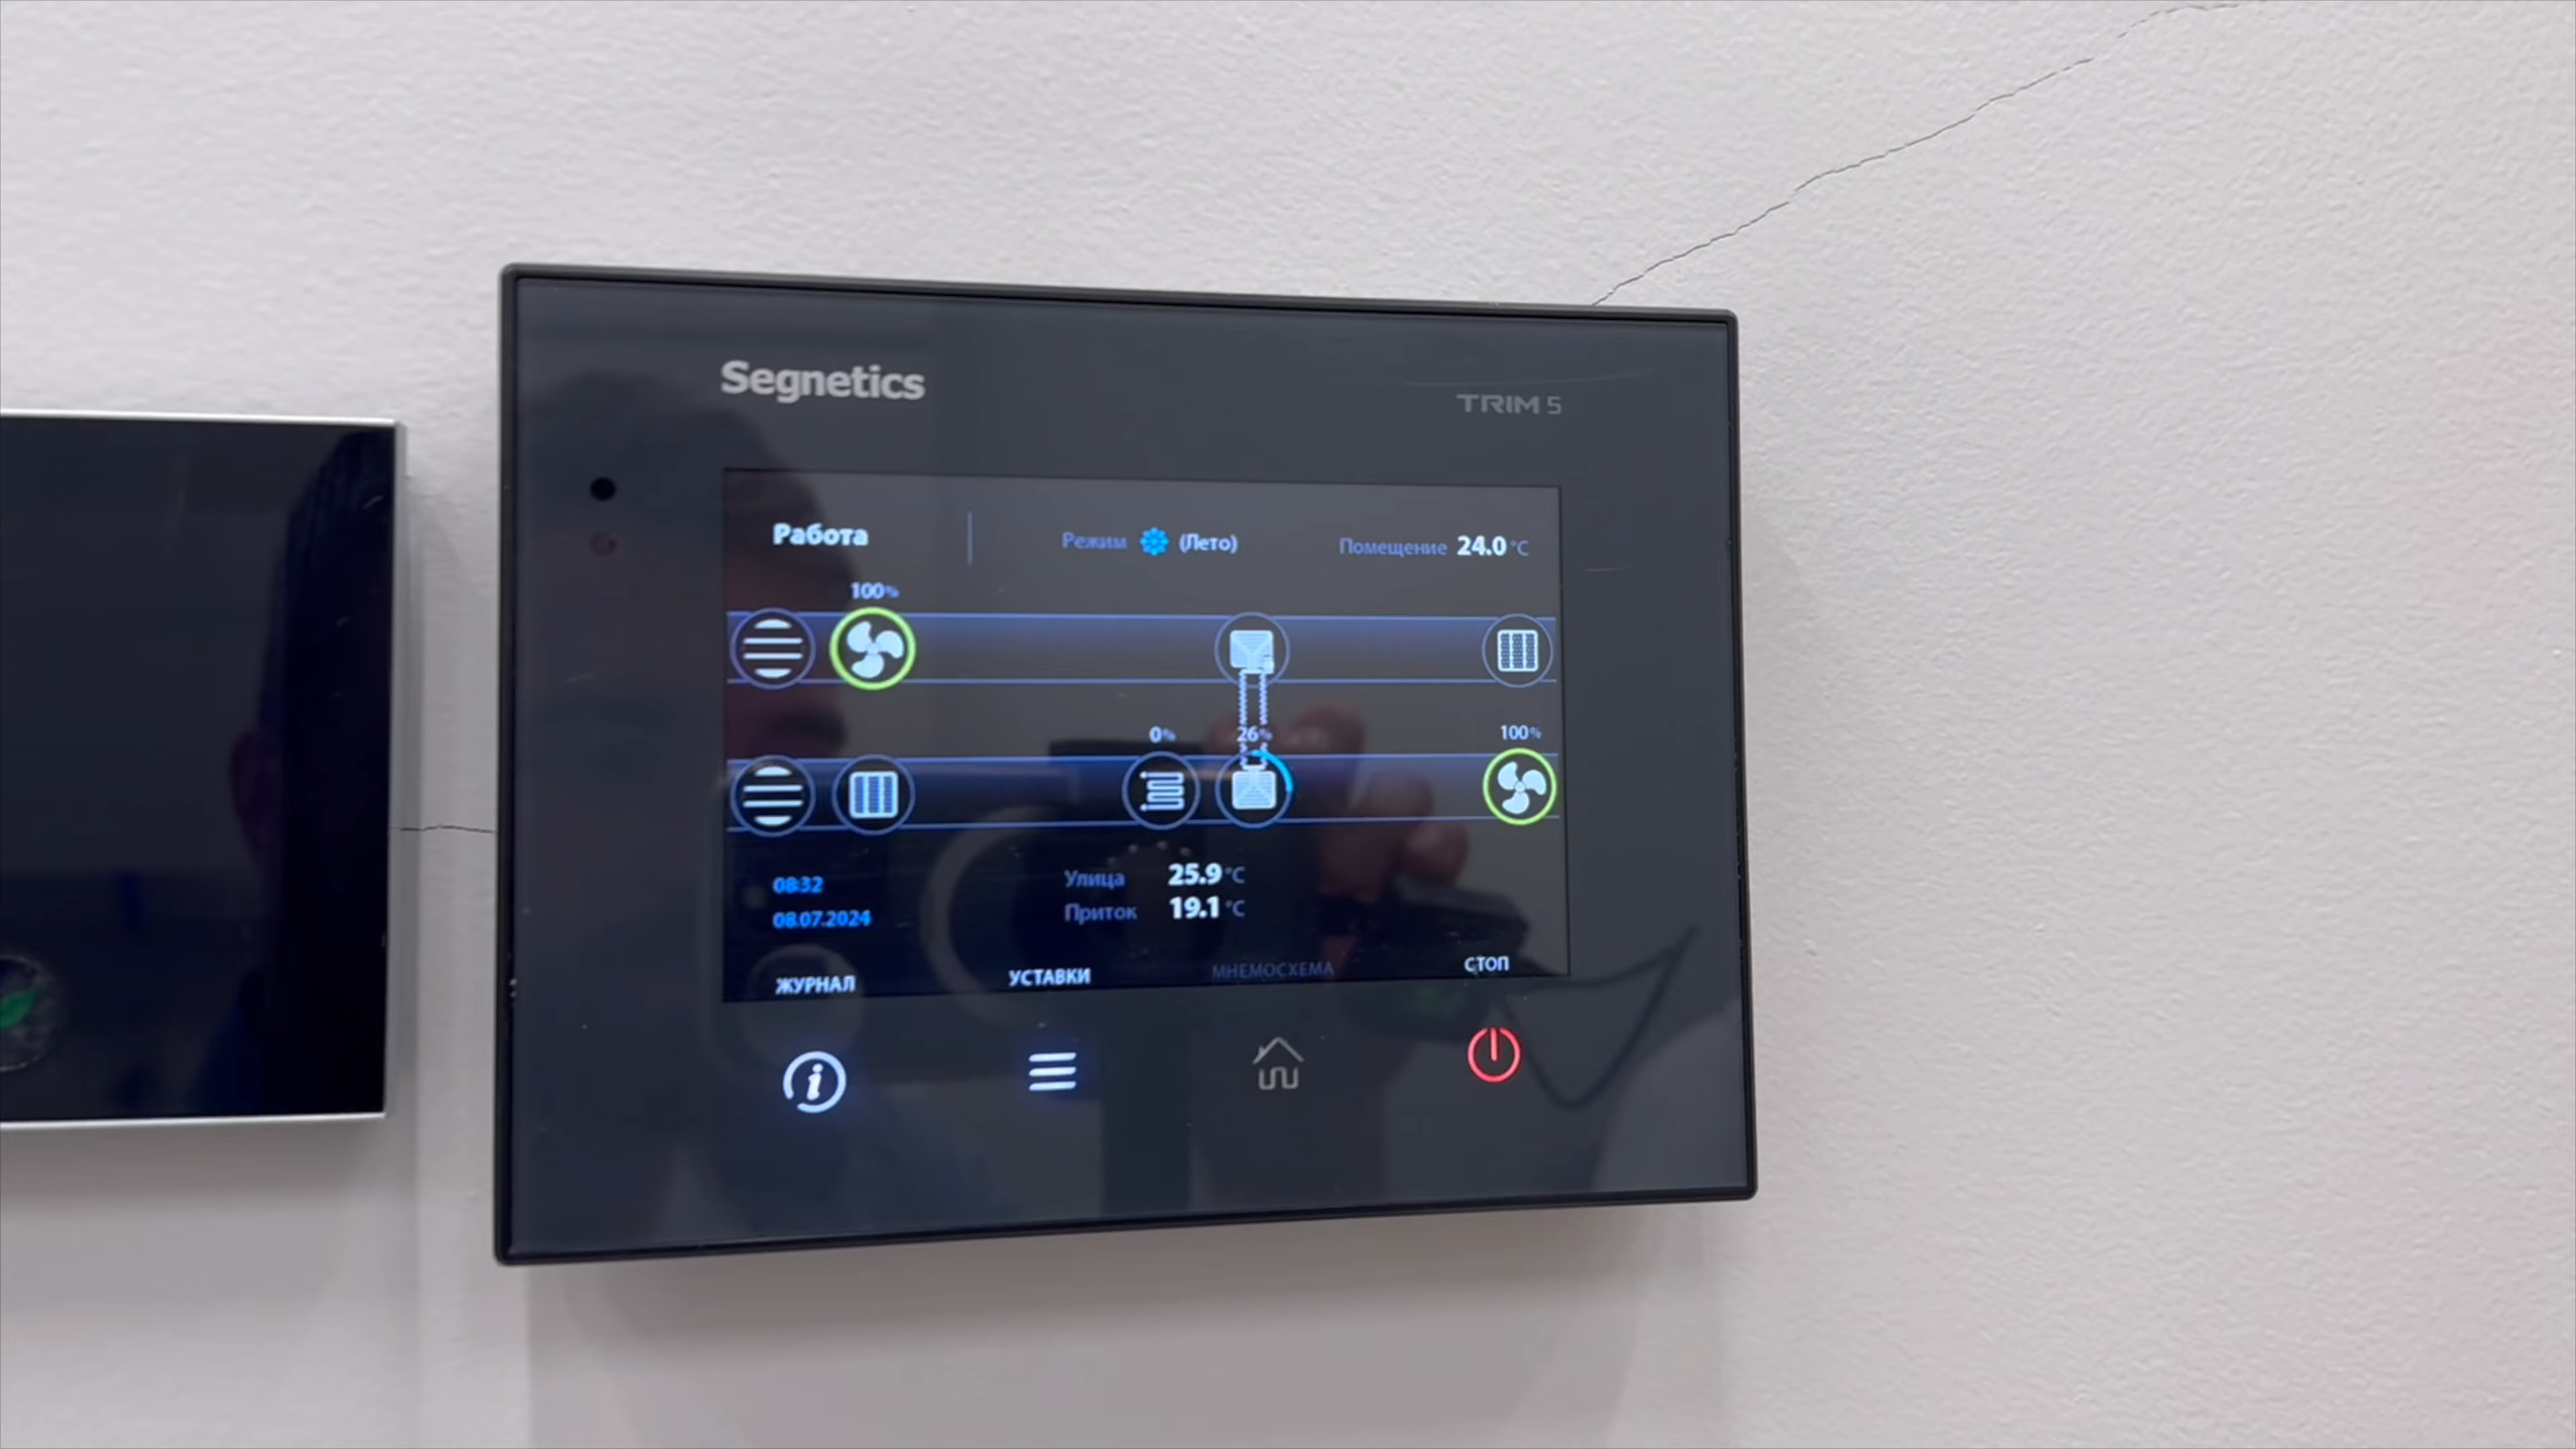 Segnetics
TRIM 5
Работа
Режим (Лето)
Помещение 24.0 °C
100%
0%
26%
100%
Улица 25.9 °C
08:32
Приток 19.1 °C
08.07.2024
ЖУРНАЛ
УСТАВКИ
МНЕМОСХЕМА
СТОП